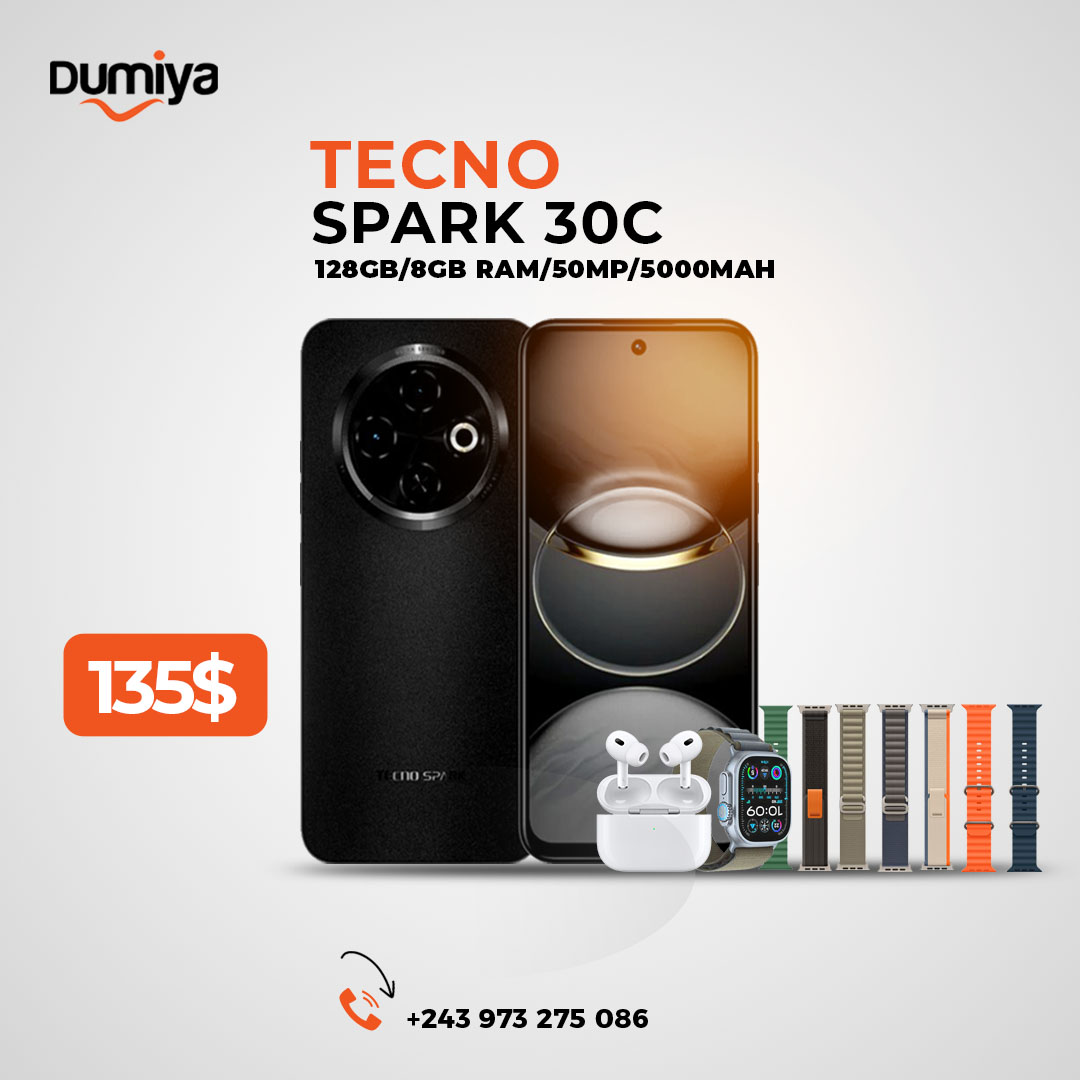 Dumiya
TECNO
SPARK 30C
128GB/8GB RAM/50MP/5000MAH
135$
TECNO SPARK
+243 973 275 086